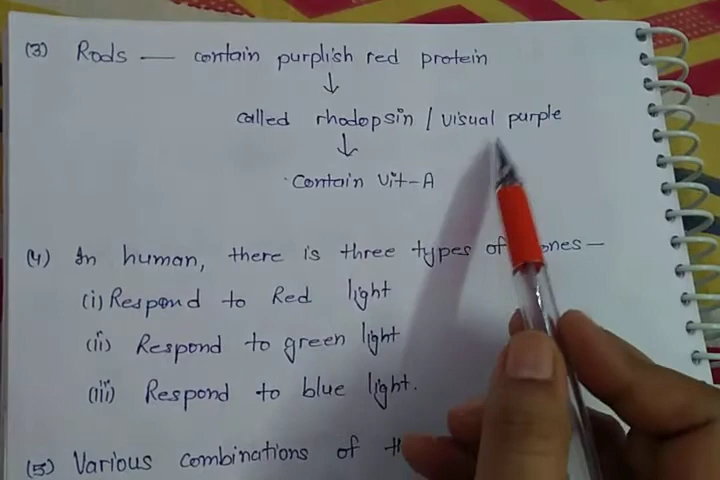 (3) Rods — contain purplish red protein
↓
called rhodopsin / visual purple
↓
Contain Vit-A
(4) In human, there is three types of —
(i) Respond to Red light
(ii) Respond to green light
(iii) Respond to blue light.
(5) Various combinations of